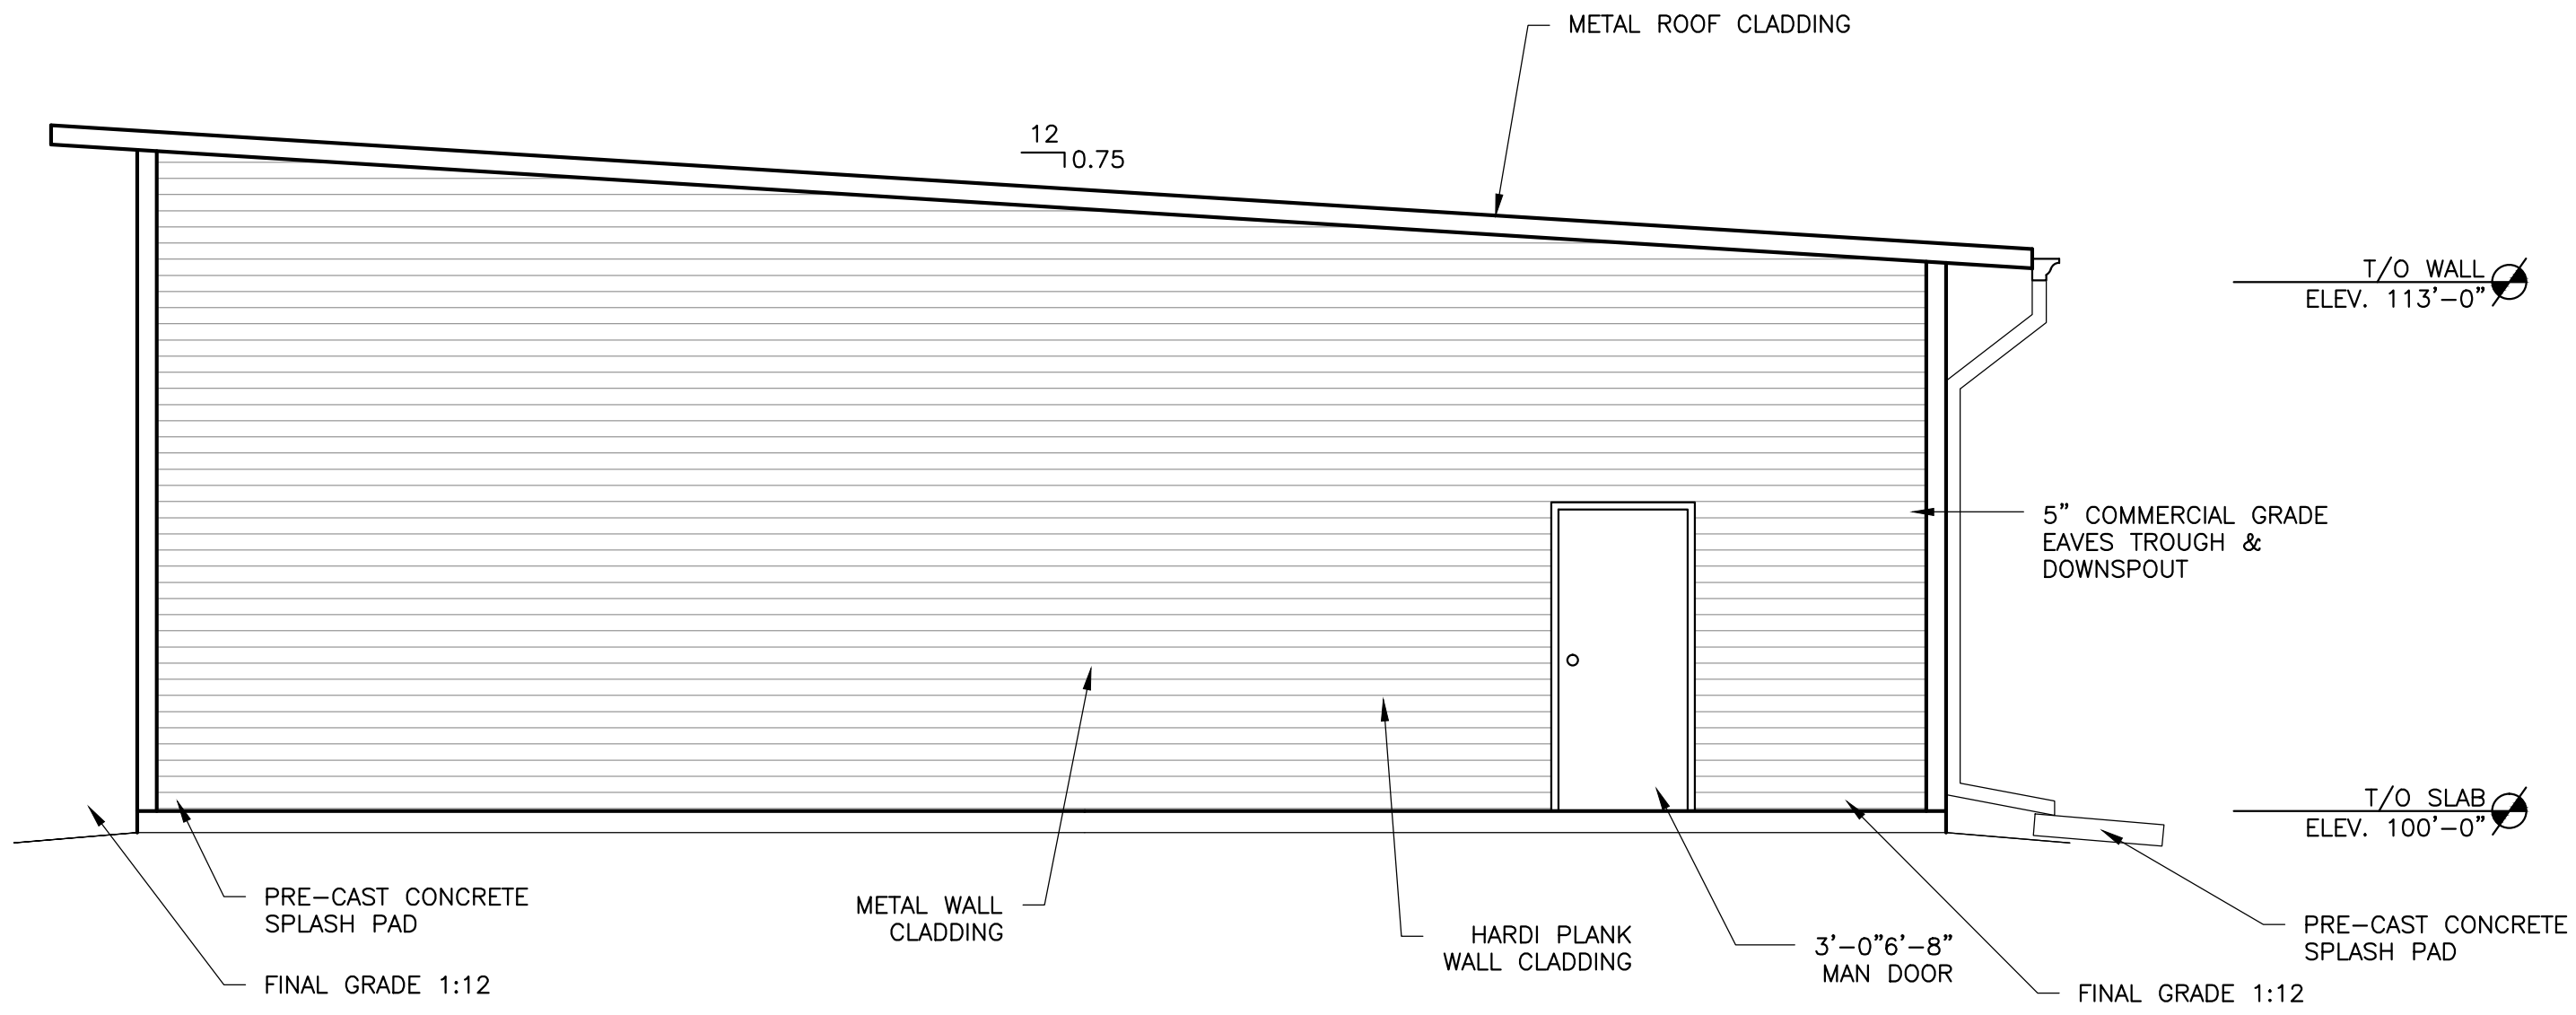 METAL ROOF CLADDING
12
0.75
T/O WALL
ELEV. 113'-0"
5" COMMERCIAL GRADE
EAVES TROUGH &
DOWNSPOUT
T/O SLAB
ELEV. 100'-0"
PRE-CAST CONCRETE
SPLASH PAD
METAL WALL
CLADDING
HARDI PLANK
WALL CLADDING
3'-0"6'-8"
MAN DOOR
PRE-CAST CONCRETE
SPLASH PAD
FINAL GRADE 1:12
FINAL GRADE 1:12